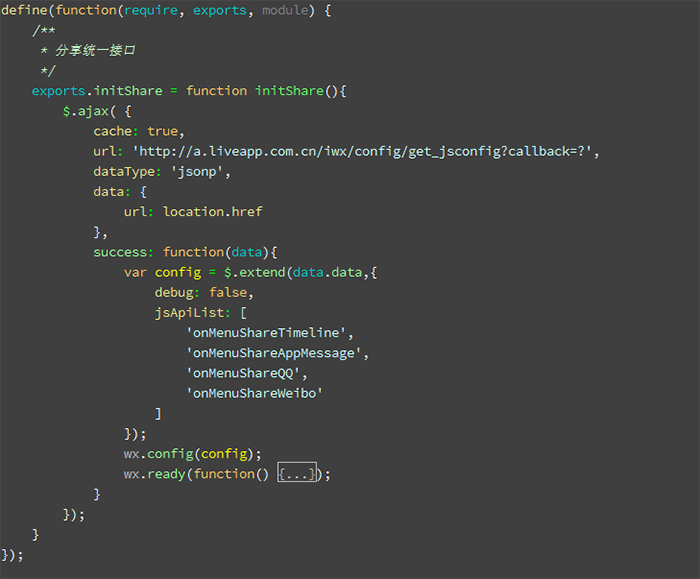 define(function(require, exports, module) {
    /**
     * 分享统一接口
     */
    exports.initShare = function initShare(){
        $.ajax( {
            cache: true,
            url: 'http://a.liveapp.com.cn/iwx/config/get_jsconfig?callback=?',
            dataType: 'jsonp',
            data: {
                url: location.href
            },
            success: function(data){
                var config = $.extend(data.data,{
                    debug: false,
                    jsApiList: [
                        'onMenuShareTimeline',
                        'onMenuShareAppMessage',
                        'onMenuShareQQ',
                        'onMenuShareWeibo'
                    ]
                });
                wx.config(config);
                wx.ready(function() {...});
            }
        });
    }
});